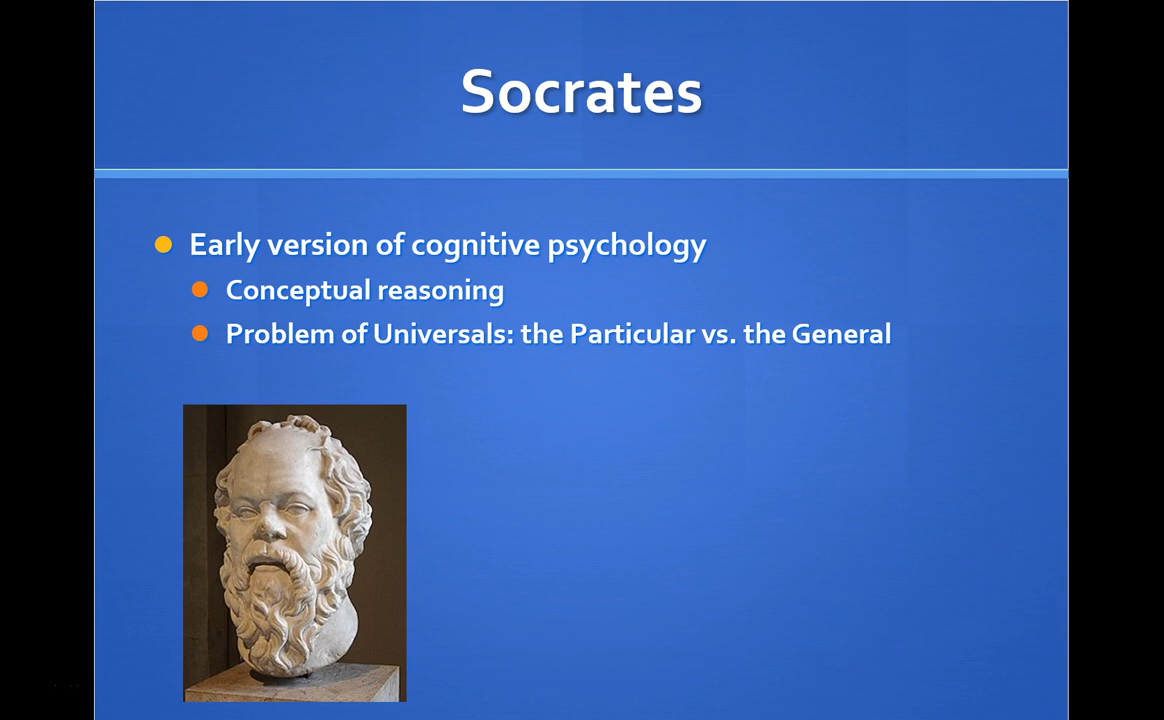 Socrates
Early version of cognitive psychology
Conceptual reasoning
Problem of Universals: the Particular vs. the General